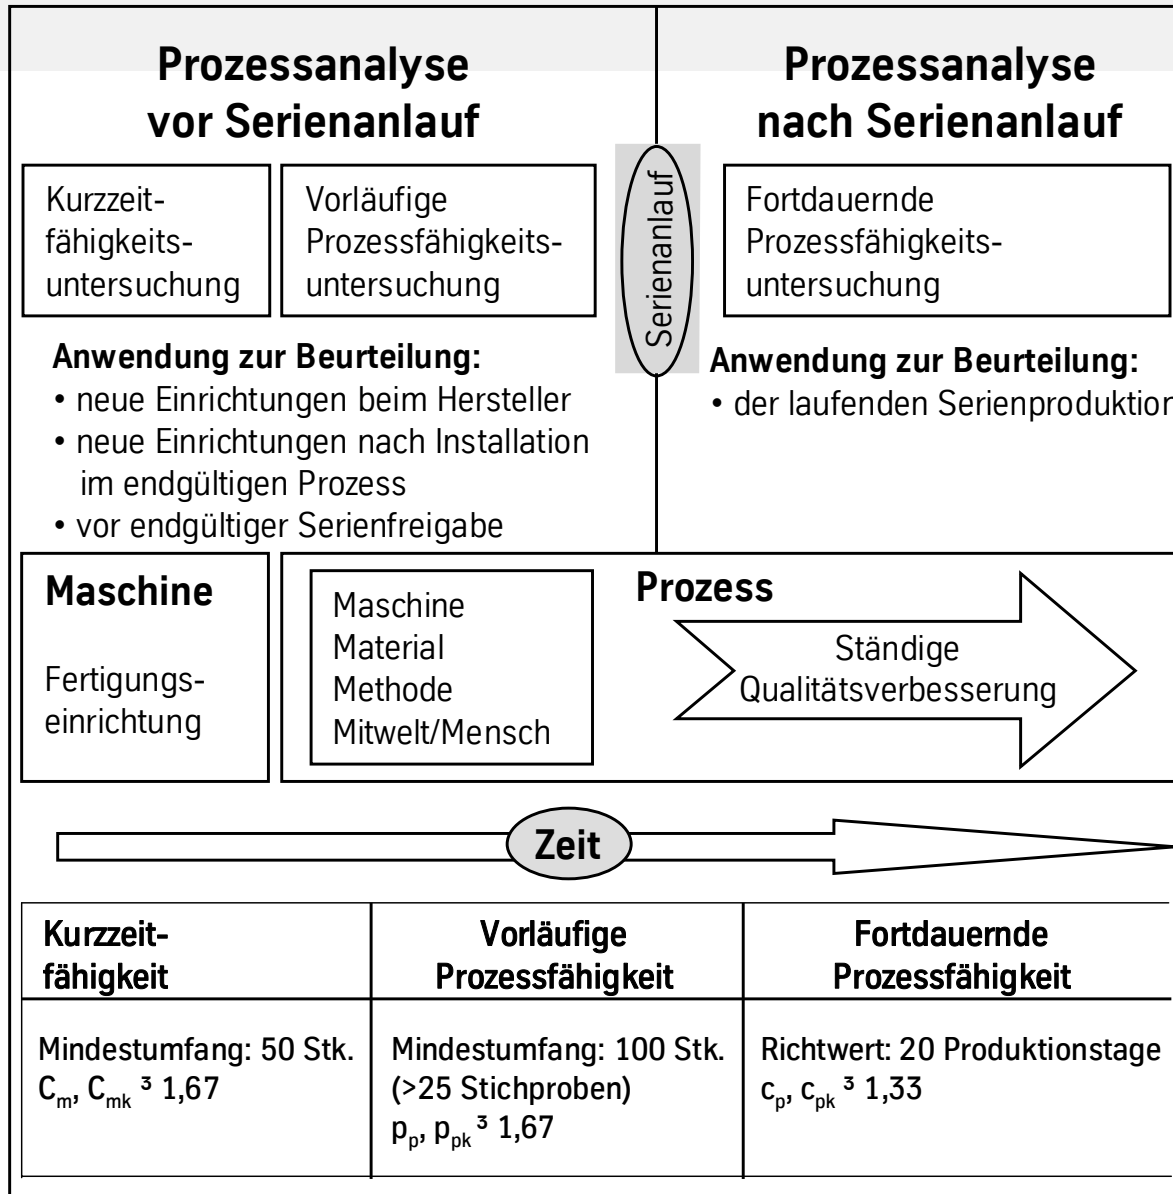 Prozessanalyse
vor Serienanlauf
Prozessanalyse
nach Serienanlauf
Kurzzeit-
fähigkeits-
untersuchung
Vorläufige
Prozessfähigkeits-
untersuchung
Serienanlauf
Fortdauernde
Prozessfähigkeits-
untersuchung
Anwendung zur Beurteilung:
• neue Einrichtungen beim Hersteller
• neue Einrichtungen nach Installation
im endgültigen Prozess
• vor endgültiger Serienfreigabe
Anwendung zur Beurteilung:
• der laufenden Serienproduktion
Maschine
Fertigungs-
einrichtung
Maschine
Material
Methode
Mitwelt/Mensch
Prozess
Ständige
Qualitätsverbesserung
Zeit
Kurzzeit-
fähigkeit
Vorläufige
Prozessfähigkeit
Fortdauernde
Prozessfähigkeit
Mindestumfang: 50 Stk.
Cm, Cmk ³ 1,67
Mindestumfang: 100 Stk.
(>25 Stichproben)
pp, ppk ³ 1,67
Richtwert: 20 Produktionstage
cp, cpk ³ 1,33